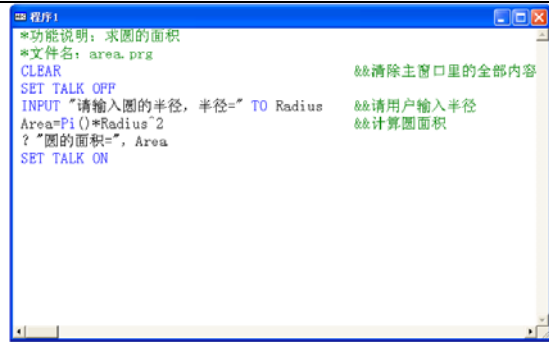 程序1
*功能说明: 求圆的面积
*文件名: area.prg
CLEAR &&清除主窗口里的全部内容
SET TALK OFF
INPUT "请输入圆的半径, 半径=" TO Radius &&请用户输入半径
Area=Pi()*Radius^2 &&计算圆面积
? "圆的面积=", Area
SET TALK ON